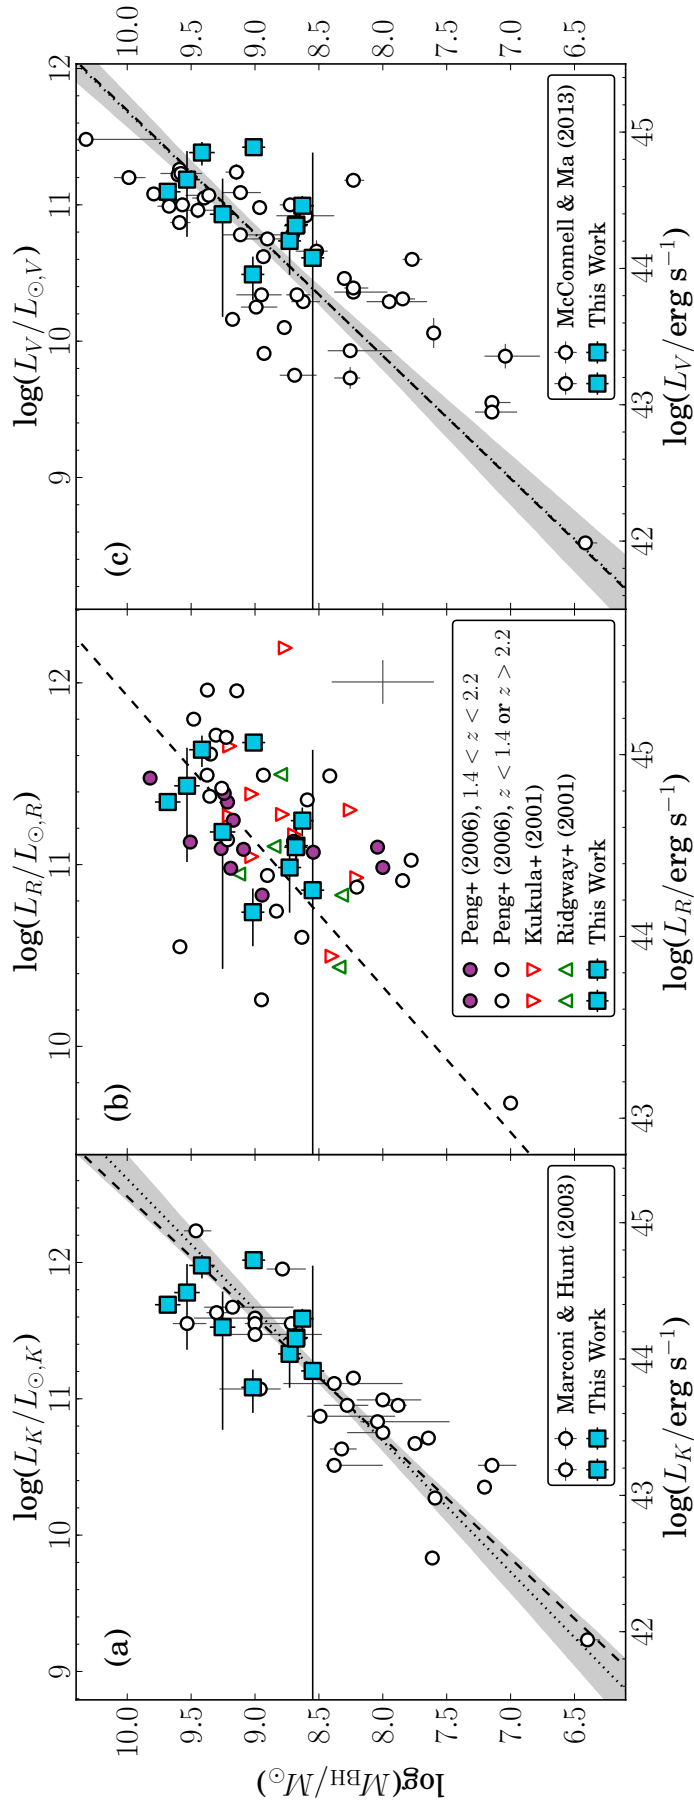 log(L_K/L_⊙,K)
9 10 11 12
log(L_R/L_⊙,R)
10 11 12
log(L_V/L_⊙,V)
9 10 11 12
log(M_BH/M_⊙)
10.0
9.5
9.0
8.5
8.0
7.5
7.0
6.5
(a)
Marconi & Hunt (2003)
This Work
(b)
Peng+ (2006), 1.4 < z < 2.2
Peng+ (2006), z < 1.4 or z > 2.2
Kukula+ (2001)
Ridgway+ (2001)
This Work
(c)
McConnell & Ma (2013)
This Work
10.0
9.5
9.0
8.5
8.0
7.5
7.0
6.5
42 43 44 45
log(L_K/erg s⁻¹)
43 44 45
log(L_R/erg s⁻¹)
42 43 44 45
log(L_V/erg s⁻¹)